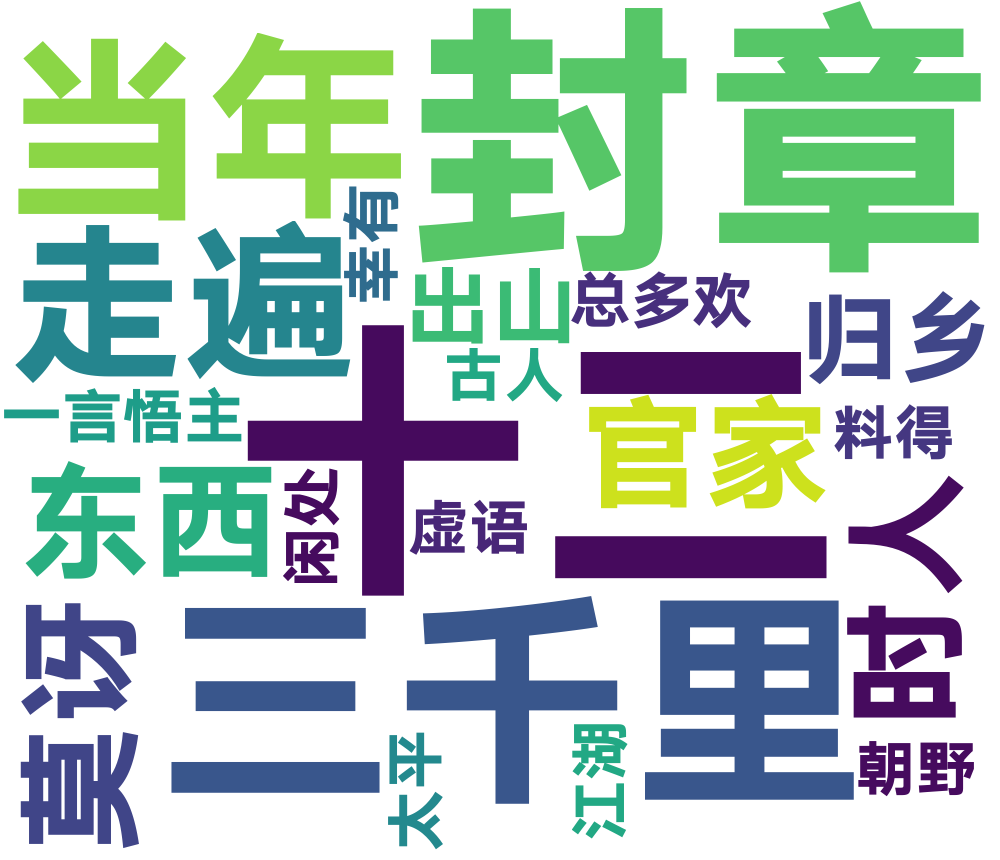 当年
封章
走遍
幸有
出山
总多欢
归乡
古人
一言悟主
十二
官家
料得
东西
闲处
虚语
人
莫讶
三千里
时
太平
江湖
朝野